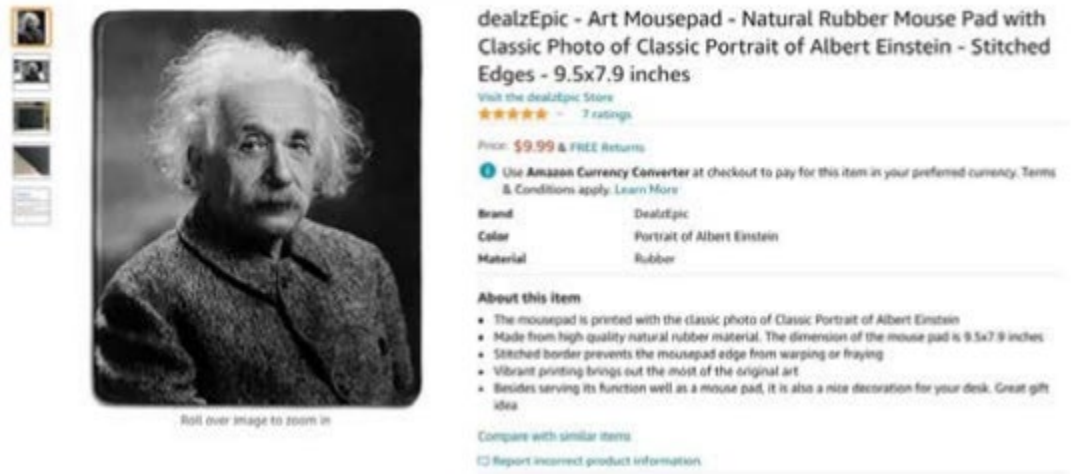 dealzEpic - Art Mousepad - Natural Rubber Mouse Pad with
Classic Photo of Classic Portrait of Albert Einstein - Stitched
Edges - 9.5x7.9 inches
Visit the dealzEpic Store
7 ratings
Price: $9.99 & FREE Returns
Use Amazon Currency Converter at checkout to pay for this item in your preferred currency. Terms
& Conditions apply. Learn More
Brand DealzEpic
Color Portrait of Albert Einstein
Material Rubber
About this item
• The mousepad is printed with the classic photo of Classic Portrait of Albert Einstein
• Made from high quality natural rubber material. The dimension of the mouse pad is 9.5x7.9 inches
• Stitched border prevents the mousepad edge from warping or fraying
• Vibrant printing brings out the most of the original art
• Besides serving its function well as a mouse pad, it is also a nice decoration for your desk. Great gift
idea
Roll over image to zoom in
Compare with similar items
Report incorrect product information